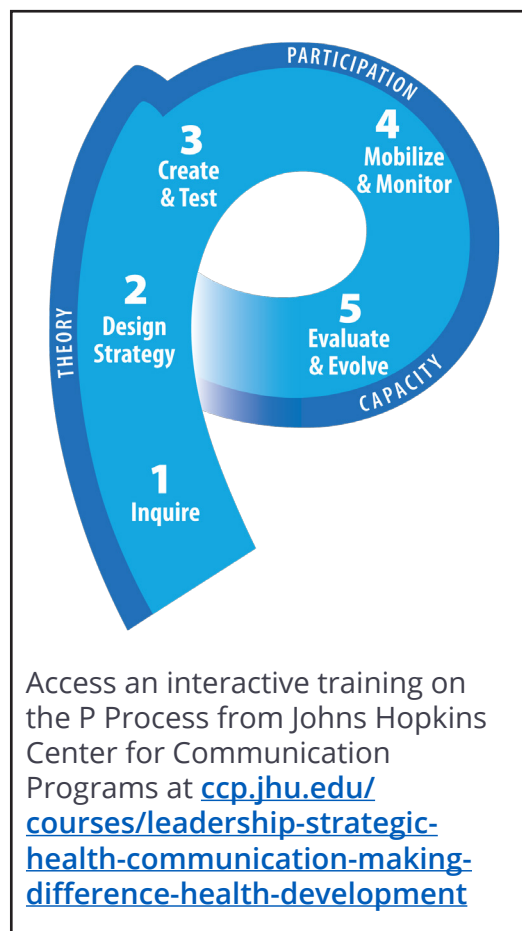 PARTICIPATION
3
Create
& Test
4
Mobilize
& Monitor
2
Design
Strategy
THEORY
5
Evaluate
& Evolve
CAPACITY
1
Inquire
Access an interactive training on
the P Process from Johns Hopkins
Center for Communication
Programs at ccp.jhu.edu/
courses/leadership-strategic-
health-communication-making-
difference-health-development